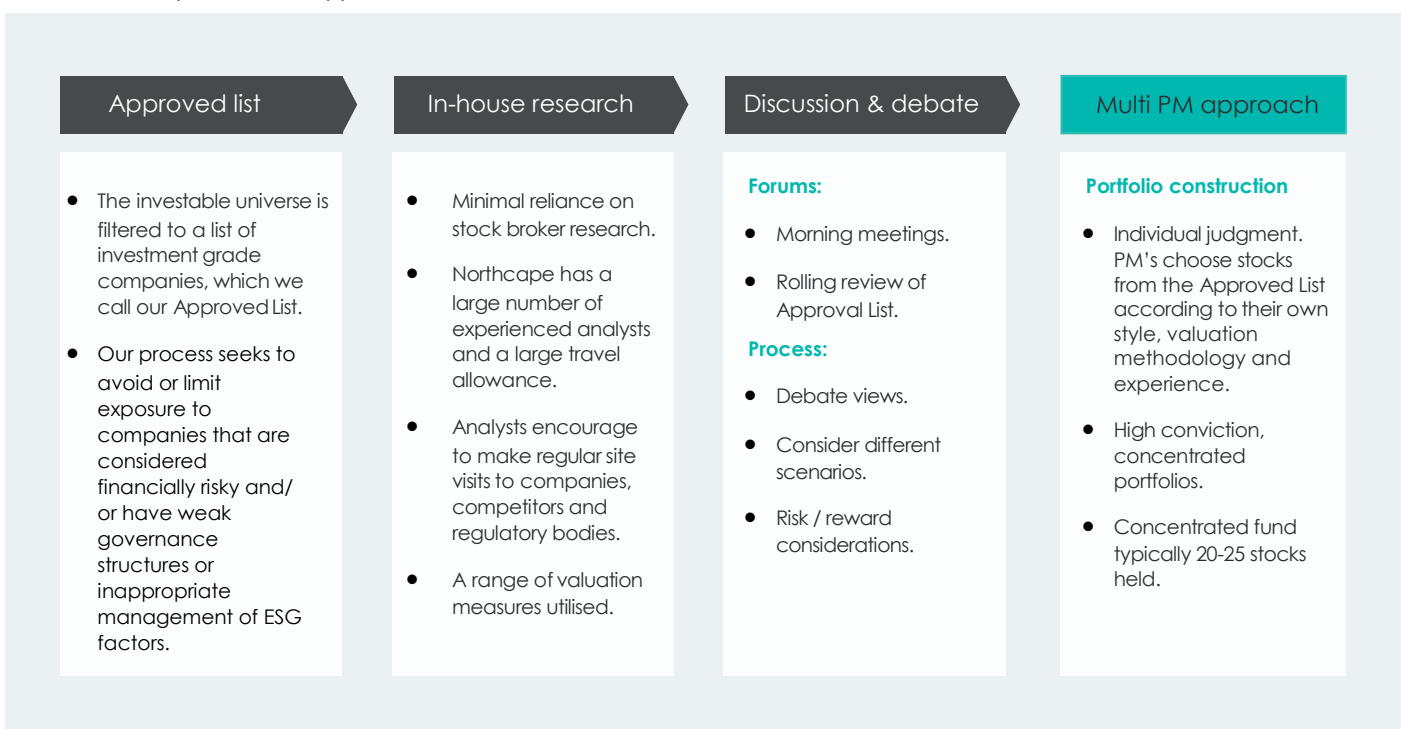 Approved list
The investable universe is
filtered to a list of
investment grade
companies, which we
call our Approved List.
Our process seeks to
avoid or limit
exposure to
companies that are
considered
financially risky and/
or have weak
governance
structures or
inappropriate
management of ESG
factors.
In-house research
Minimal reliance on
stock broker research.
Northcape has a
large number of
experienced analysts
and a large travel
allowance.
Analysts encourage
to make regular site
visits to companies,
competitors and
regulatory bodies.
A range of valuation
measures utilised.
Discussion & debate
Forums:
Morning meetings.
Rolling review of
Approval List.
Process:
Debate views.
Consider different
scenarios.
Risk / reward
considerations.
Multi PM approach
Portfolio construction
Individual judgment.
PM's choose stocks
from the Approved List
according to their own
style, valuation
methodology and
experience.
High conviction,
concentrated
portfolios.
Concentrated fund
typically 20-25 stocks
held.